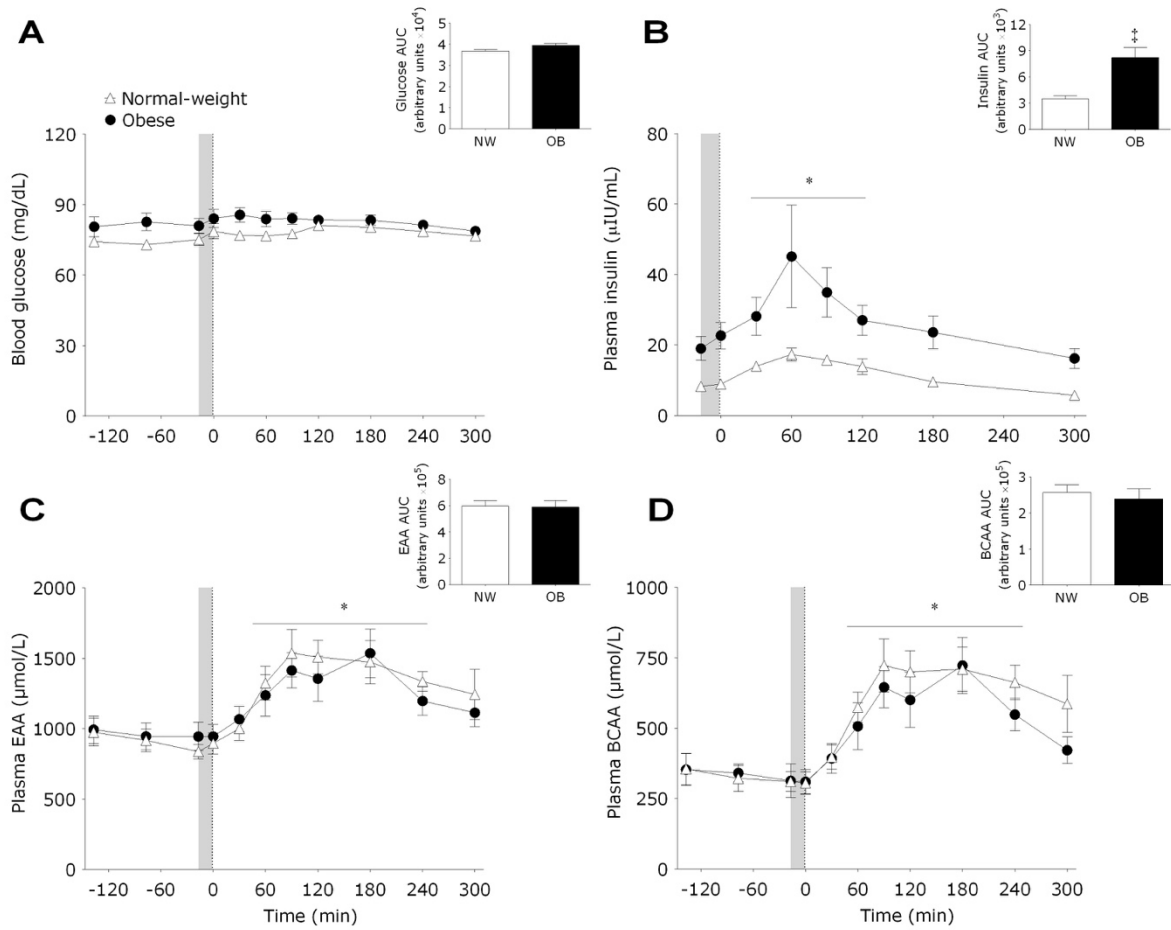 A
Glucose AUC
(arbitrary units ×10⁴)
5
4
3
2
1
0
NW
OB
Normal-weight
Obese
Blood glucose (mg/dL)
120
90
60
30
0
-120
-60
0
60
120
180
240
300
B
Insulin AUC
(arbitrary units ×10³)
12
9
6
3
0
‡
NW
OB
Plasma insulin (µIU/mL)
80
60
40
20
0
*
0
60
120
180
240
300
C
EAA AUC
(arbitrary units ×10⁵)
8
6
4
2
0
NW
OB
Plasma EAA (µmol/L)
2000
1500
1000
500
0
*
-120
-60
0
60
120
180
240
300
Time (min)
D
BCAA AUC
(arbitrary units ×10⁵)
3
2
1
0
NW
OB
Plasma BCAA (µmol/L)
1000
750
500
250
0
*
-120
-60
0
60
120
180
240
300
Time (min)